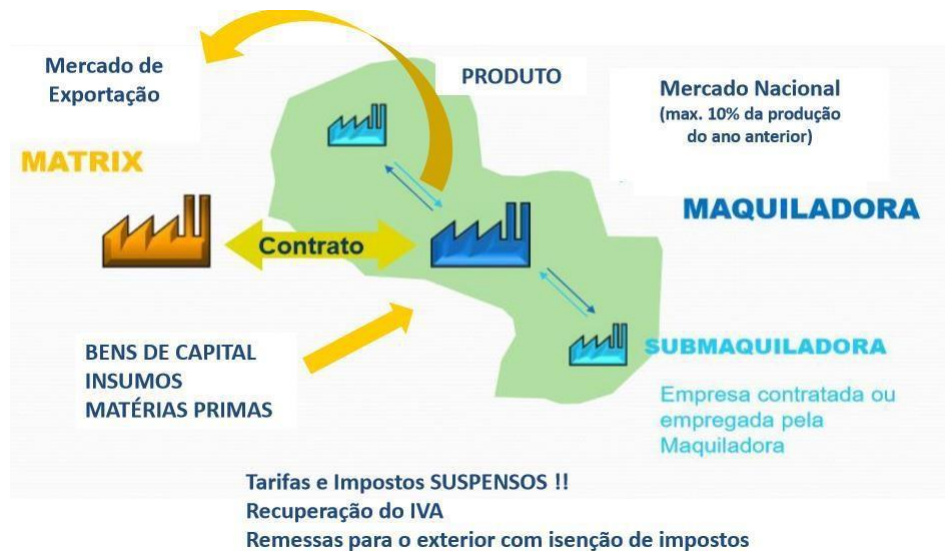 Mercado de
Exportação
PRODUTO
Mercado Nacional
(max. 10% da produção
do ano anterior)
MATRIX
MAQUILADORA
Contrato
BENS DE CAPITAL
INSUMOS
MATÉRIAS PRIMAS
SUBMAQUILADORA
Empresa contratada ou
empregada pela
Maquiladora
Tarifas e Impostos SUSPENSOS !!
Recuperação do IVA
Remessas para o exterior com isenção de impostos